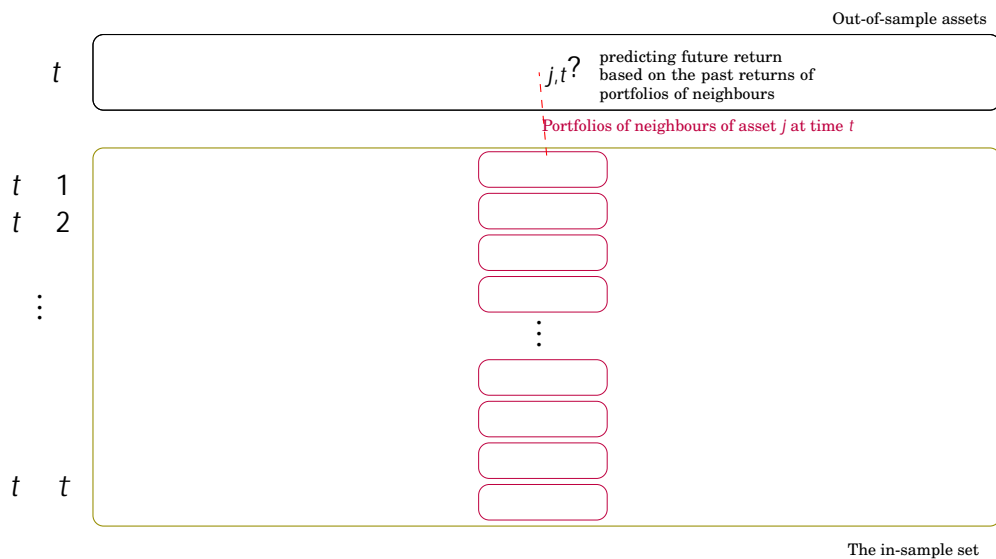 Out-of-sample assets
t
j,t?
predicting future return
based on the past returns of
portfolios of neighbours
Portfolios of neighbours of asset j at time t
t 1
t 2
⋮
⋮
t t
The in-sample set